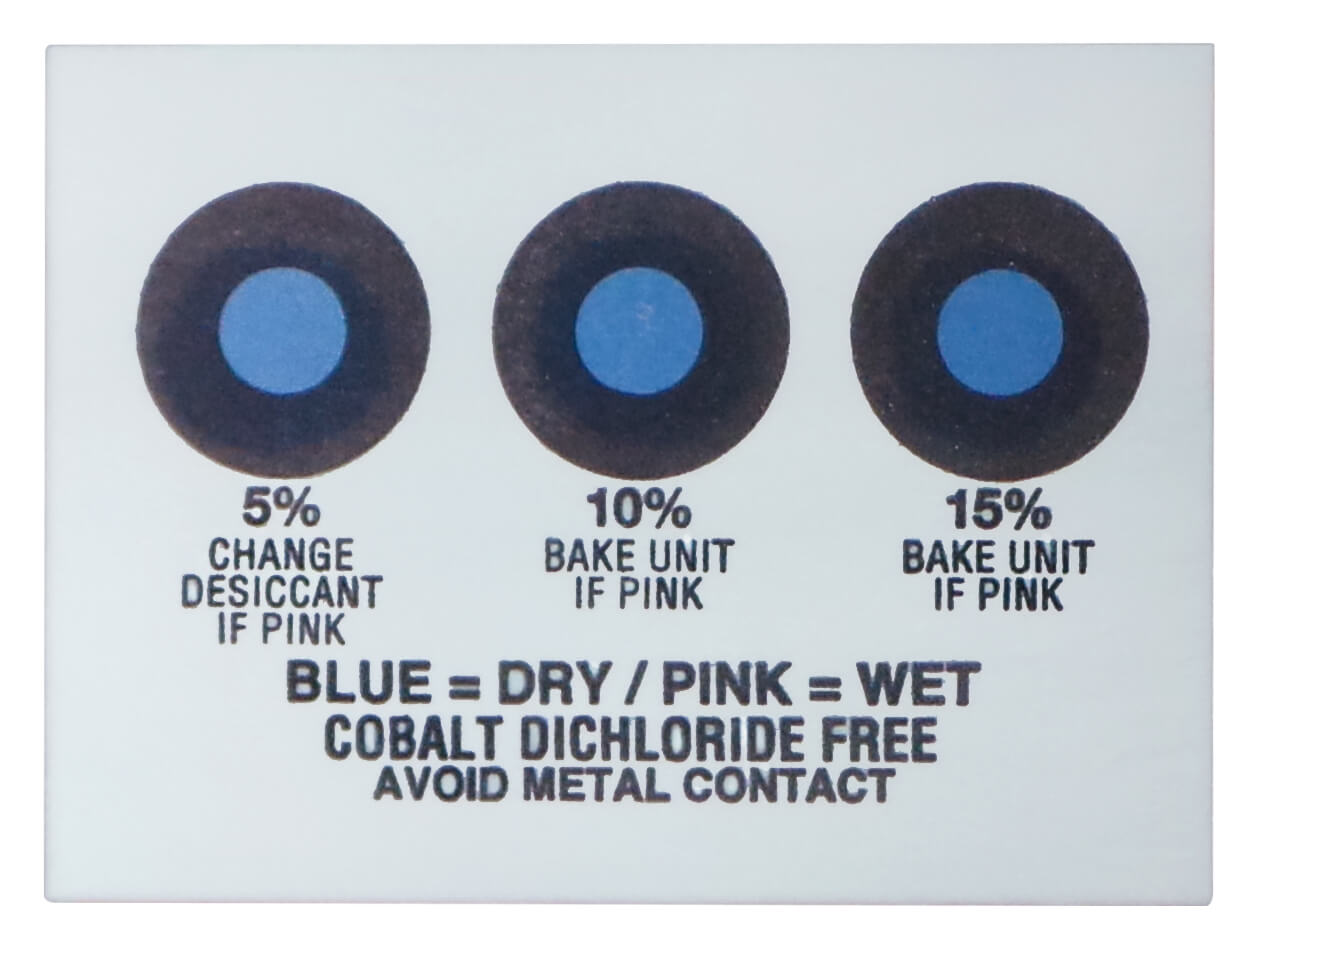 5%
CHANGE
DESICCANT
IF PINK
10%
BAKE UNIT
IF PINK
15%
BAKE UNIT
IF PINK
BLUE = DRY / PINK = WET
COBALT DICHLORIDE FREE
AVOID METAL CONTACT